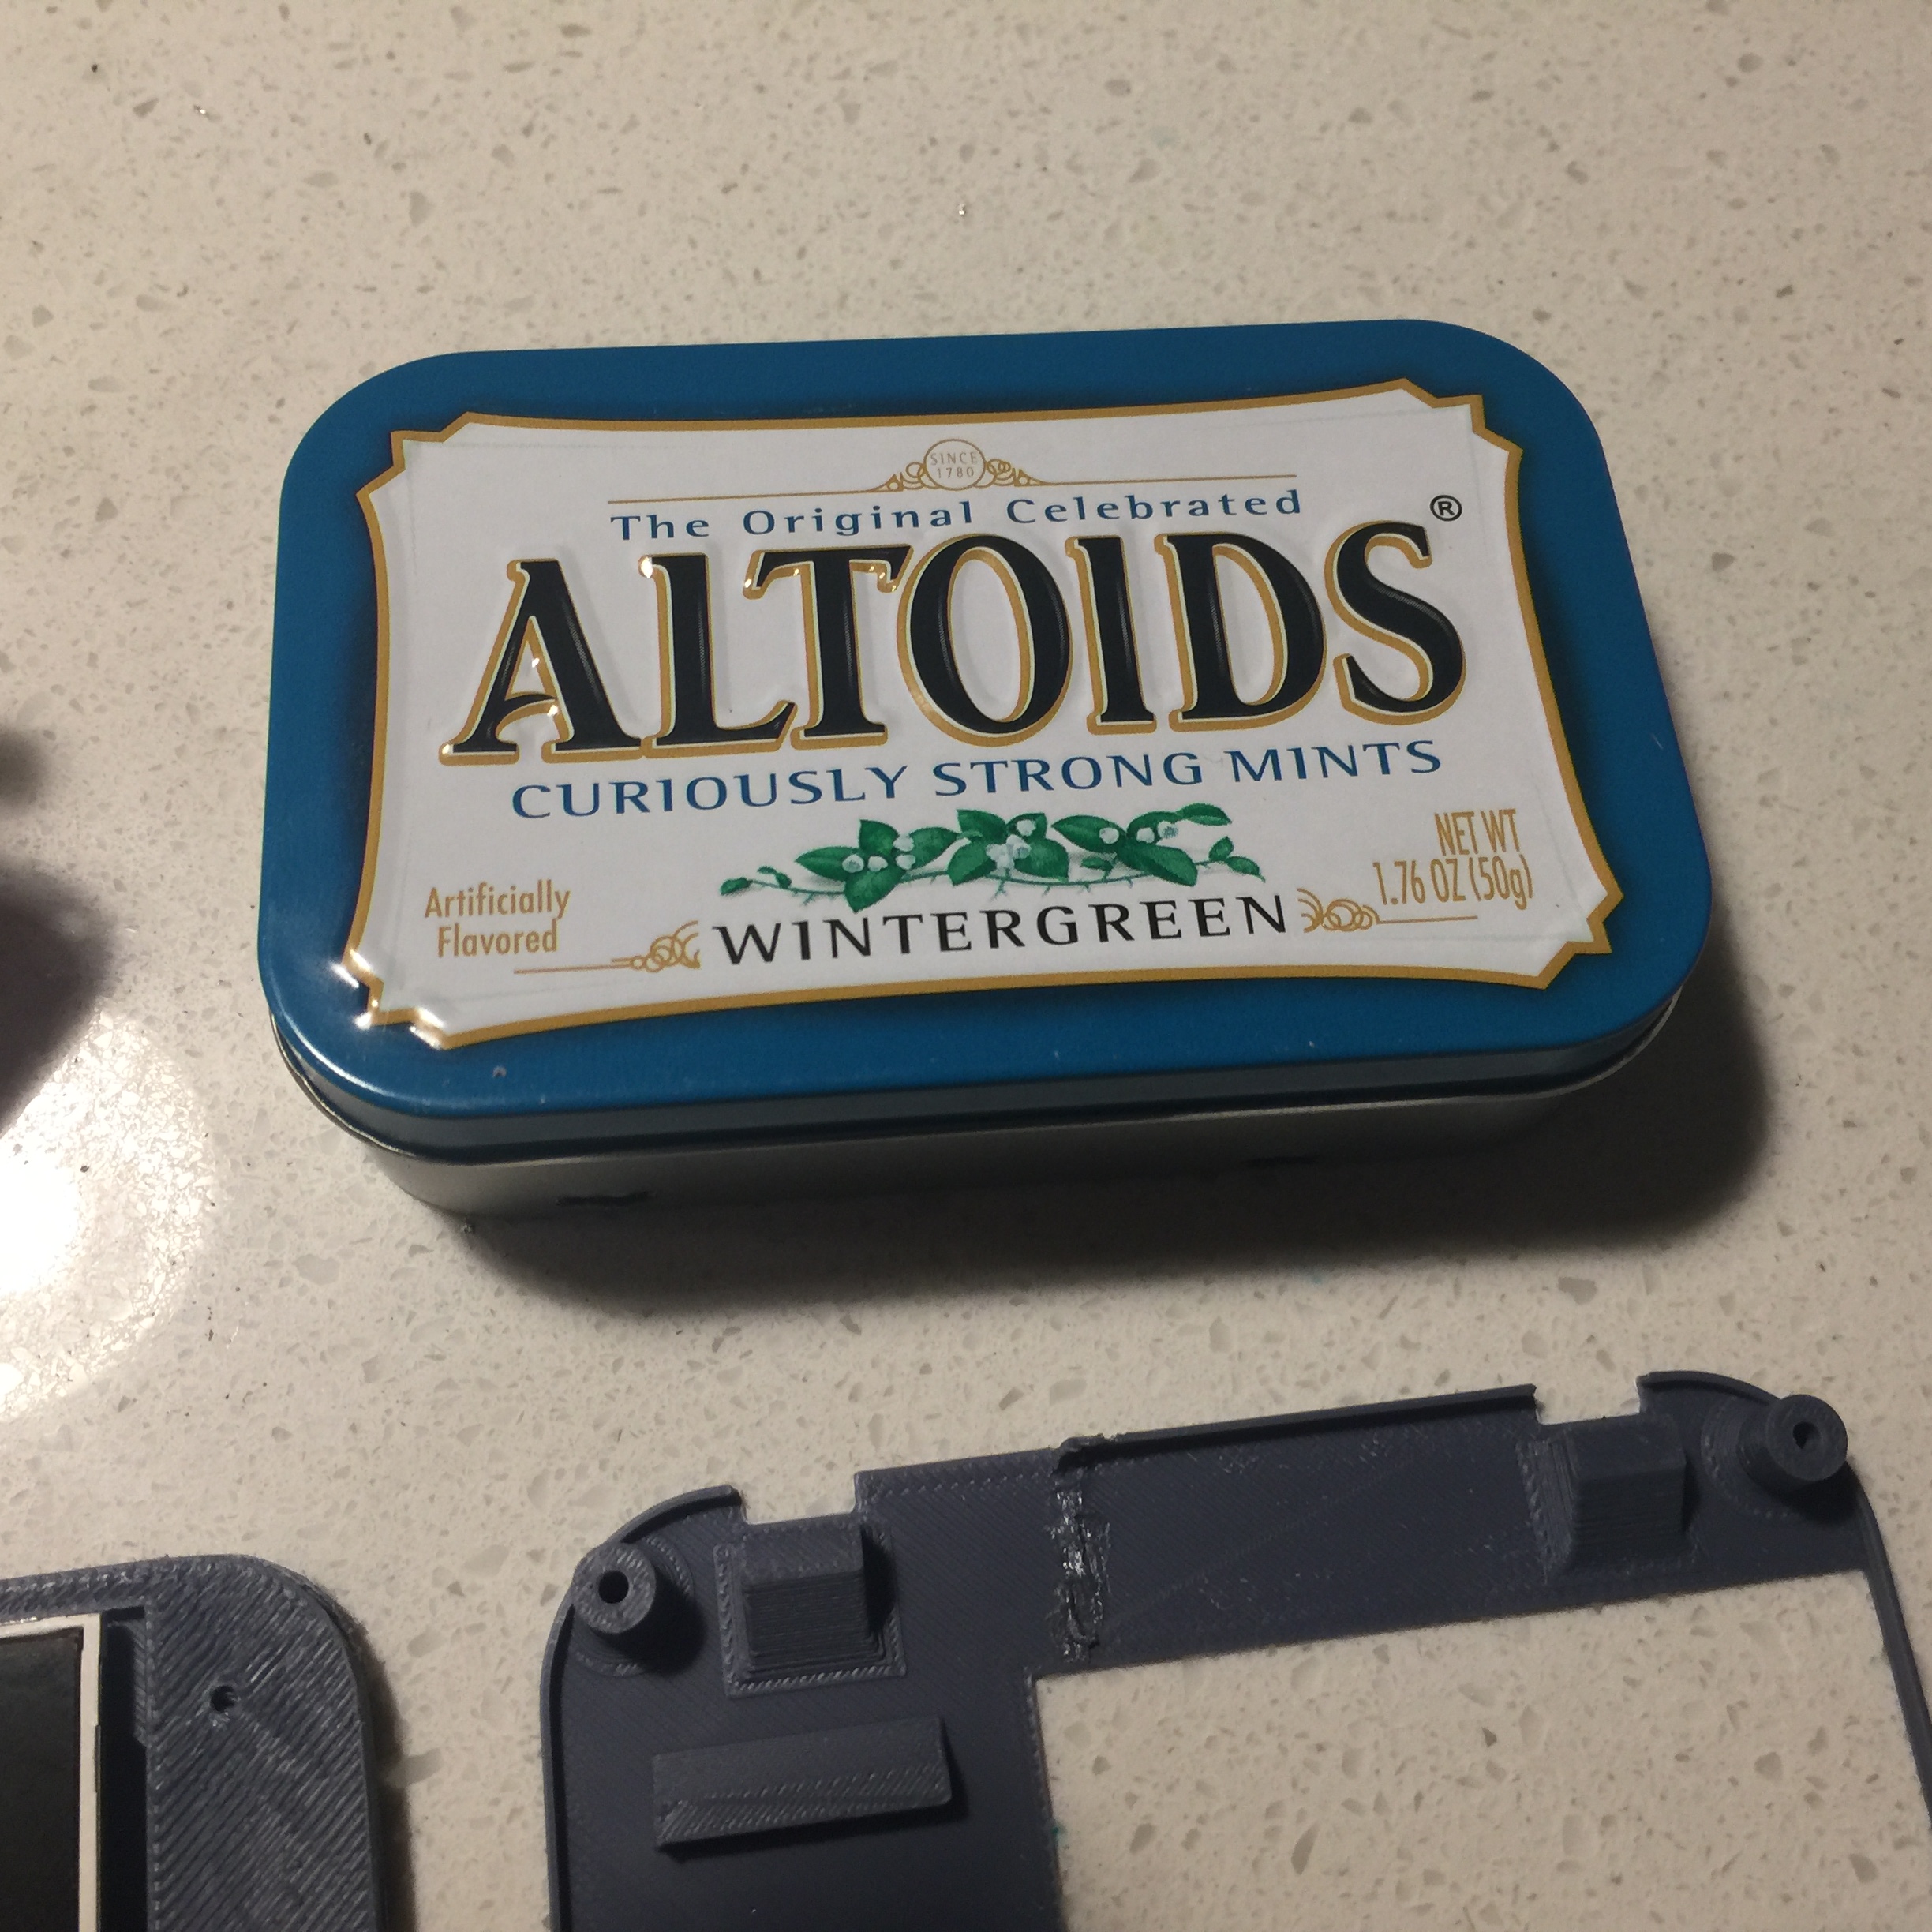 SINCE
1780
The Original Celebrated
ALTOIDS®
CURIOUSLY STRONG MINTS
Artificially
Flavored
WINTERGREEN
NET WT
1.76 OZ (50g)